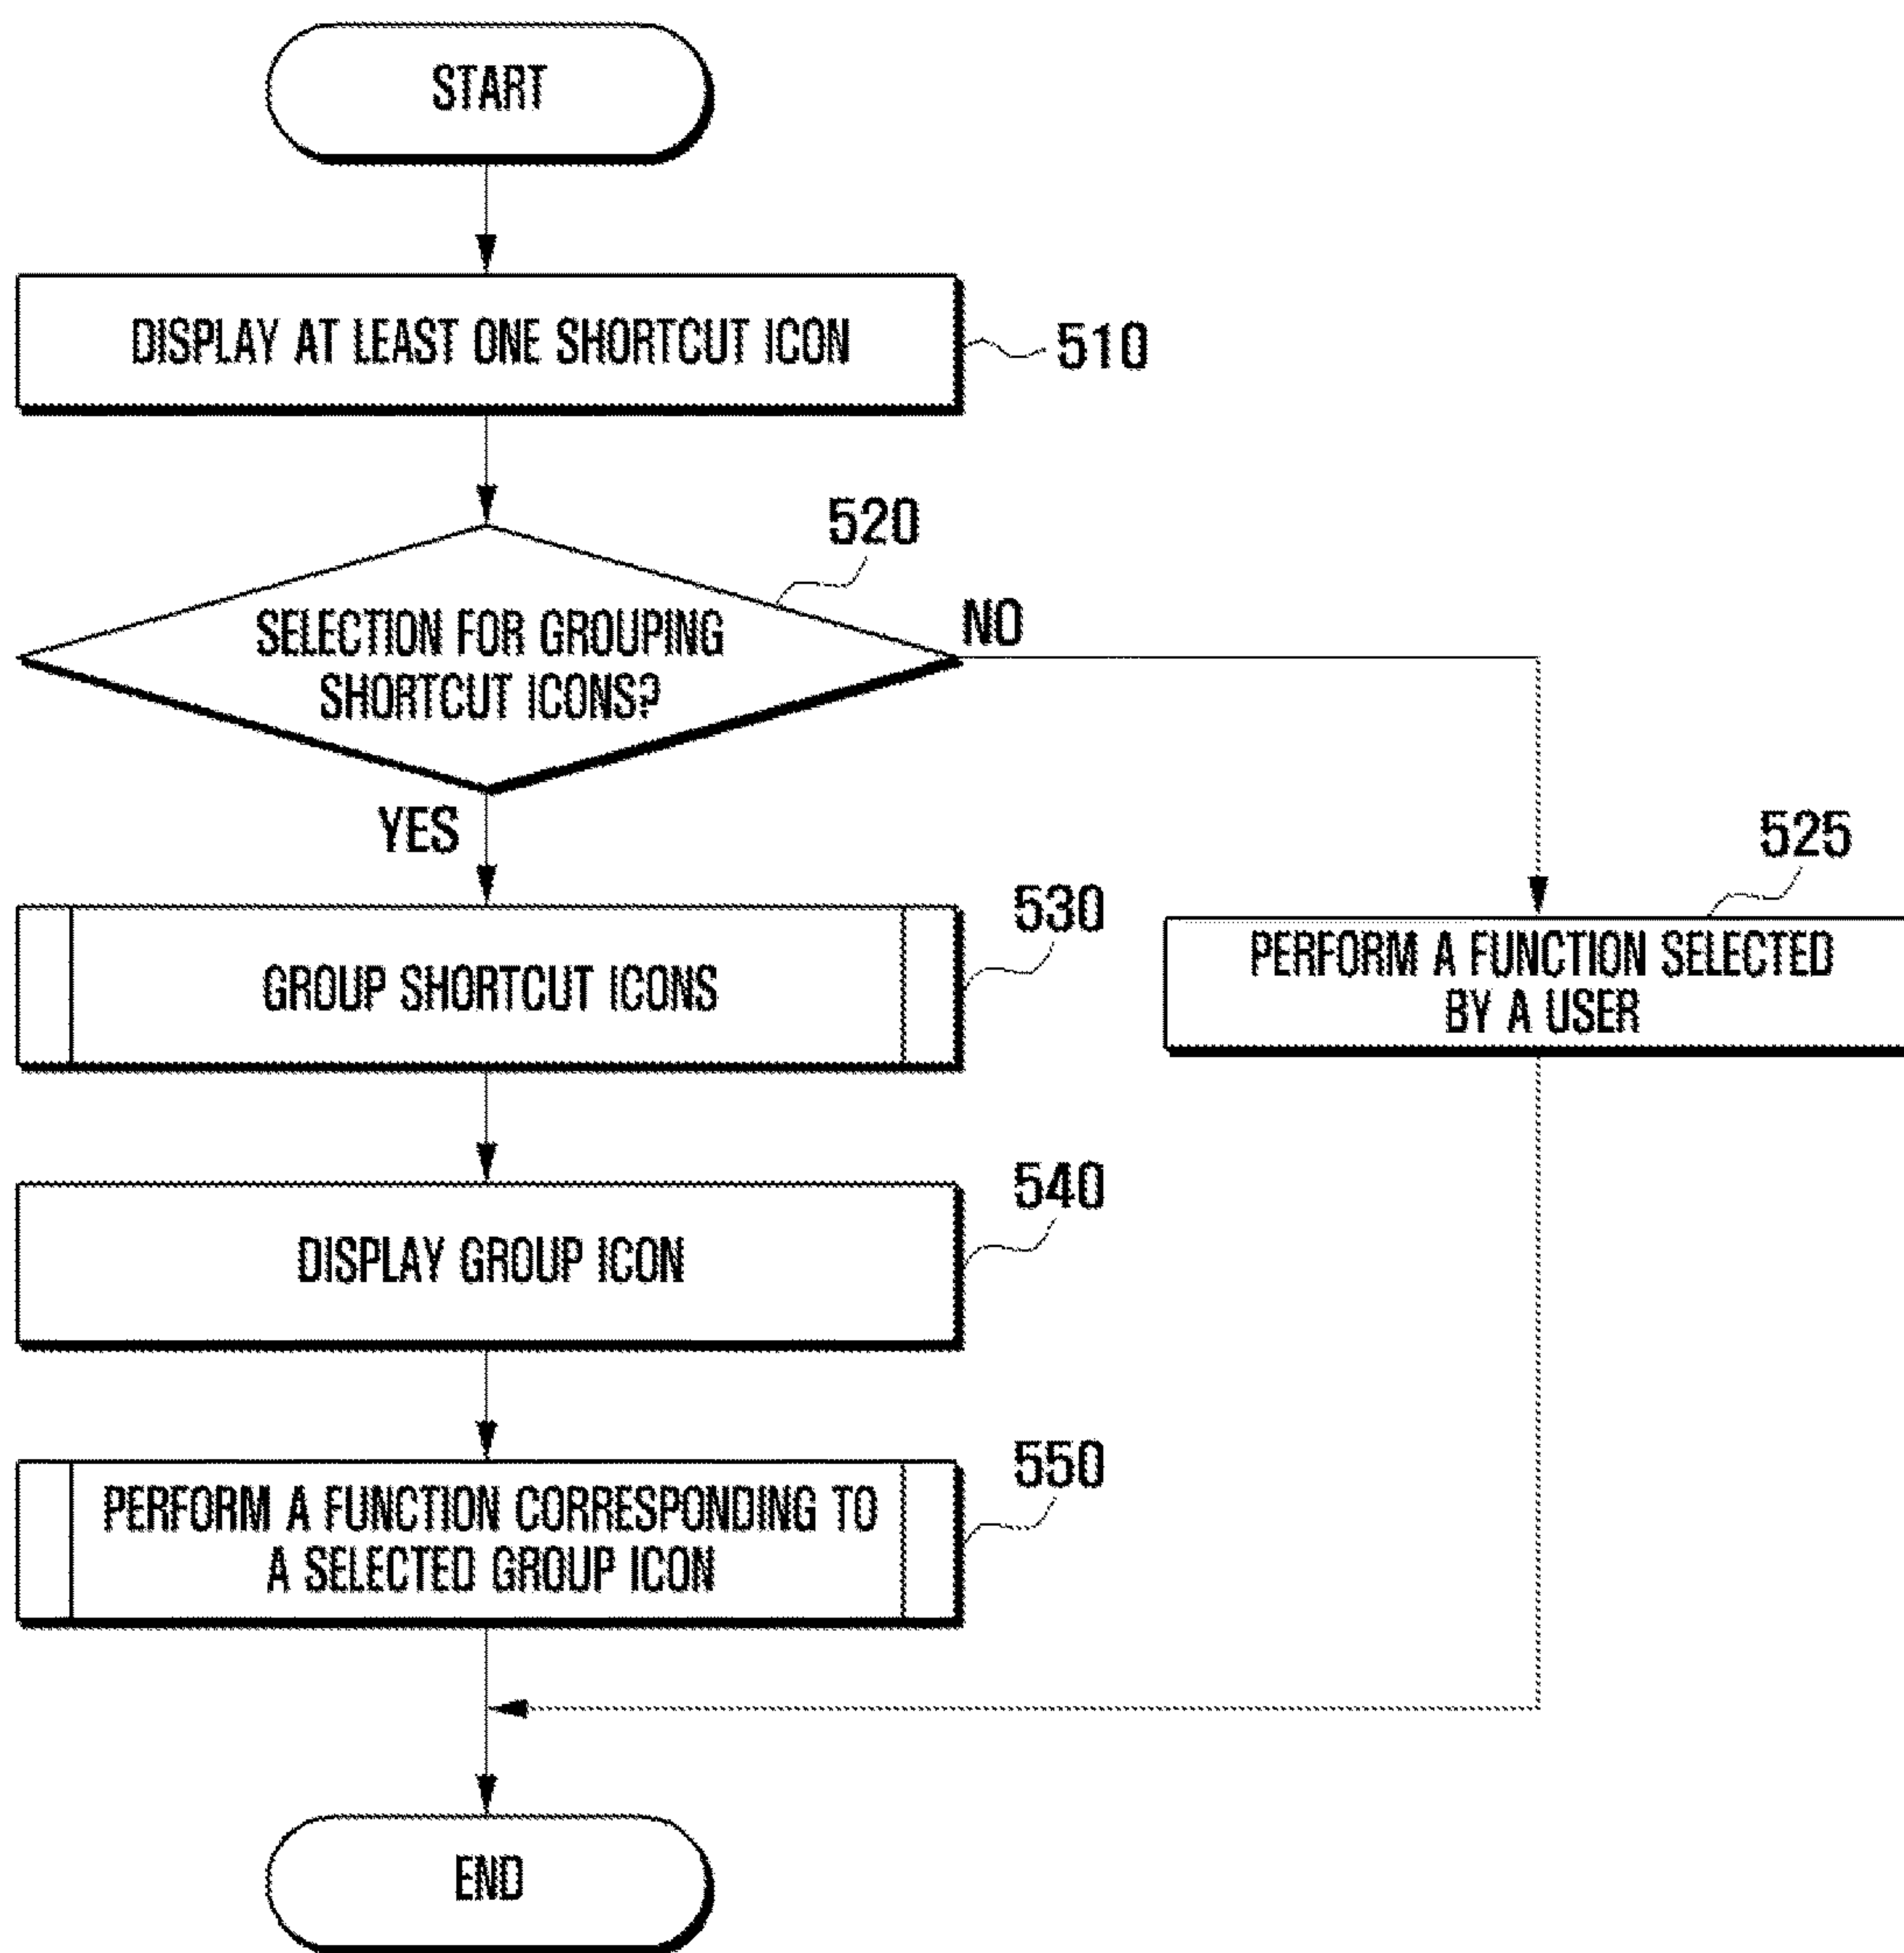 START
DISPLAY AT LEAST ONE SHORTCUT ICON
510
520
SELECTION FOR GROUPING
SHORTCUT ICONS?
NO
YES
525
PERFORM A FUNCTION SELECTED
BY A USER
530
GROUP SHORTCUT ICONS
540
DISPLAY GROUP ICON
550
PERFORM A FUNCTION CORRESPONDING TO
A SELECTED GROUP ICON
END